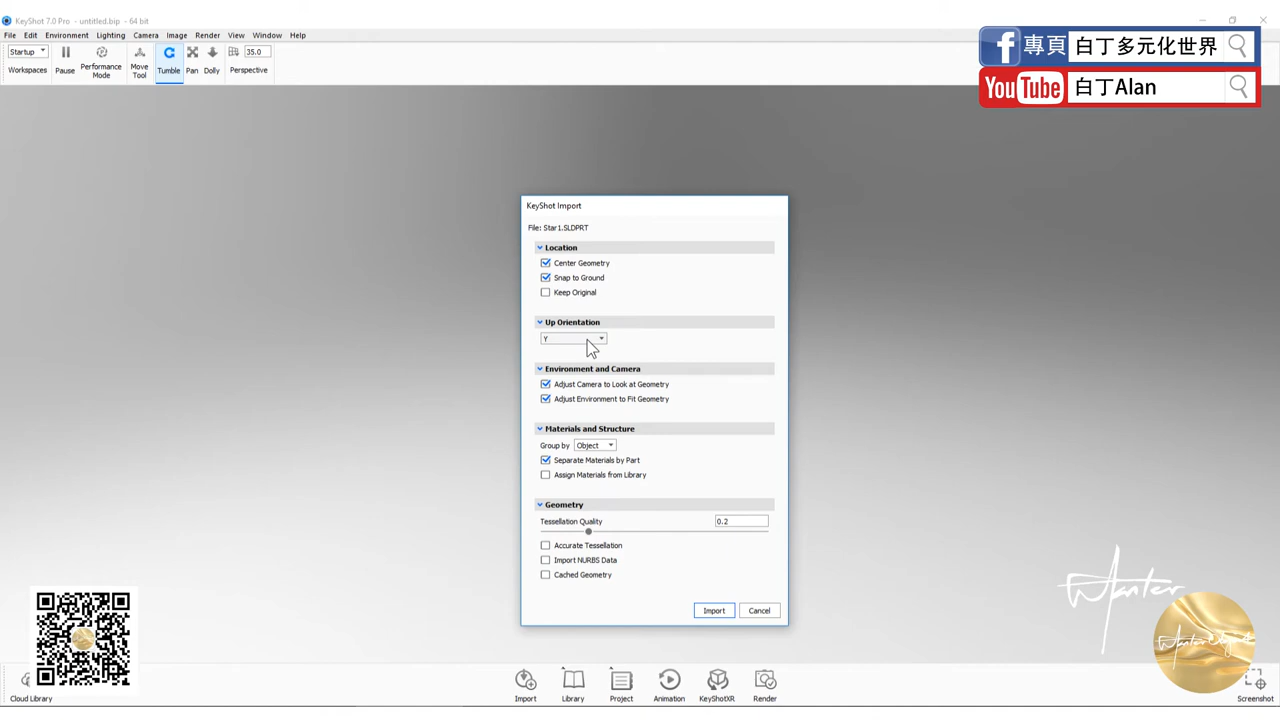 KeyShot 7.0 Pro - untitled.bip - 64 bit
File Edit Environment Lighting Camera Image Render View Window Help
Startup 35.0
Workspaces Pause Performance Mode Move Tool Tumble Pan Dolly Perspective
f 專頁 白丁多元化世界
YouTube 白丁Alan
KeyShot Import
File: Star1.SLDPRT
Location
Center Geometry
Snap to Ground
Keep Original
Up Orientation
Y
Environment and Camera
Adjust Camera to Look at Geometry
Adjust Environment to Fit Geometry
Materials and Structure
Group by Object
Separate Materials by Part
Assign Materials from Library
Geometry
Tessellation Quality 0.2
Accurate Tessellation
Import NURBS Data
Cached Geometry
Import Cancel
Cloud Library Import Library Project Animation KeyShotXR Render Screenshot